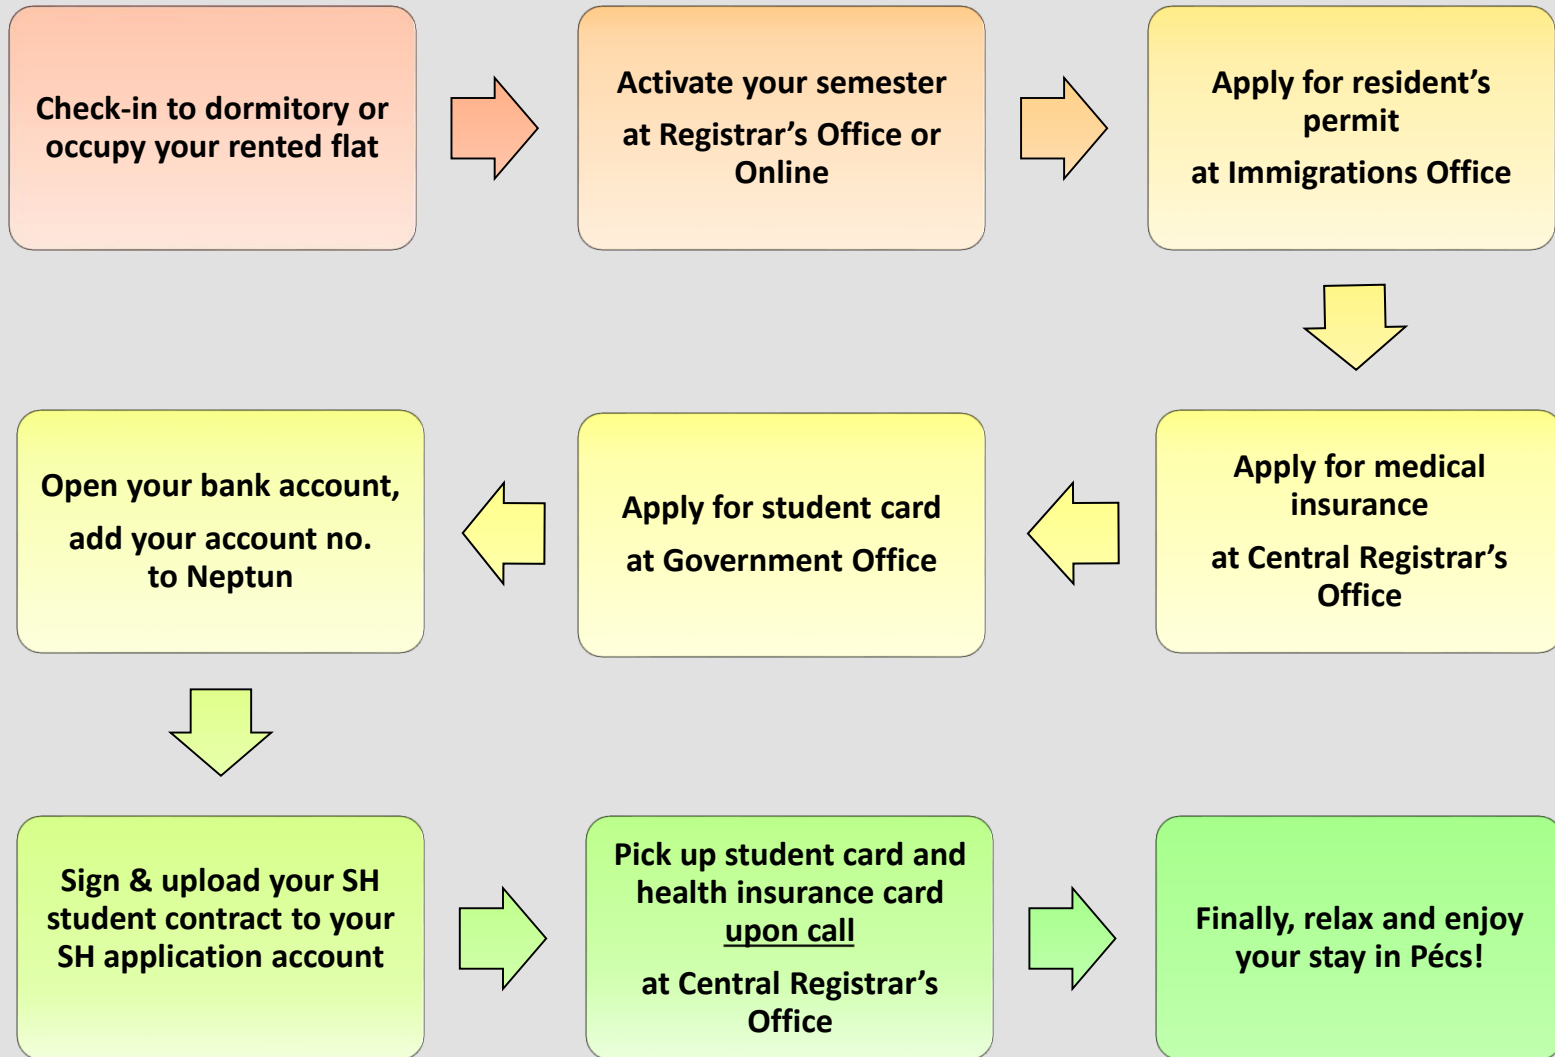 Check-in to dormitory or
occupy your rented flat
Activate your semester
at Registrar's Office or
Online
Apply for resident's
permit
at Immigrations Office
Apply for medical
insurance
at Central Registrar's
Office
Apply for student card
at Government Office
Open your bank account,
add your account no.
to Neptun
Sign & upload your SH
student contract to your
SH application account
Pick up student card and
health insurance card
upon call
at Central Registrar's
Office
Finally, relax and enjoy
your stay in Pécs!